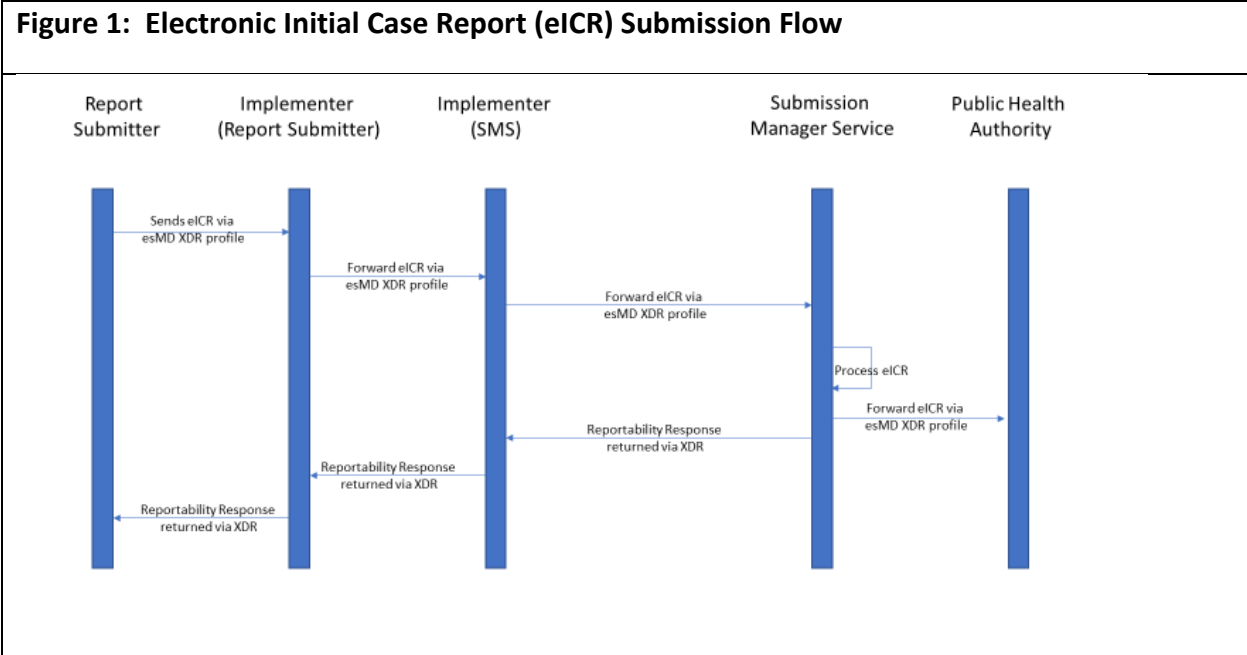 Figure 1:  Electronic Initial Case Report (eICR) Submission Flow
Report
Submitter
Implementer
(Report Submitter)
Implementer
(SMS)
Submission
Manager Service
Public Health
Authority
Sends eICR via
esMD XDR profile
Forward eICR via
esMD XDR profile
Forward eICR via
esMD XDR profile
Process eICR
Forward eICR via
esMD XDR profile
Reportability Response
returned via XDR
Reportability Response
returned via XDR
Reportability Response
returned via XDR